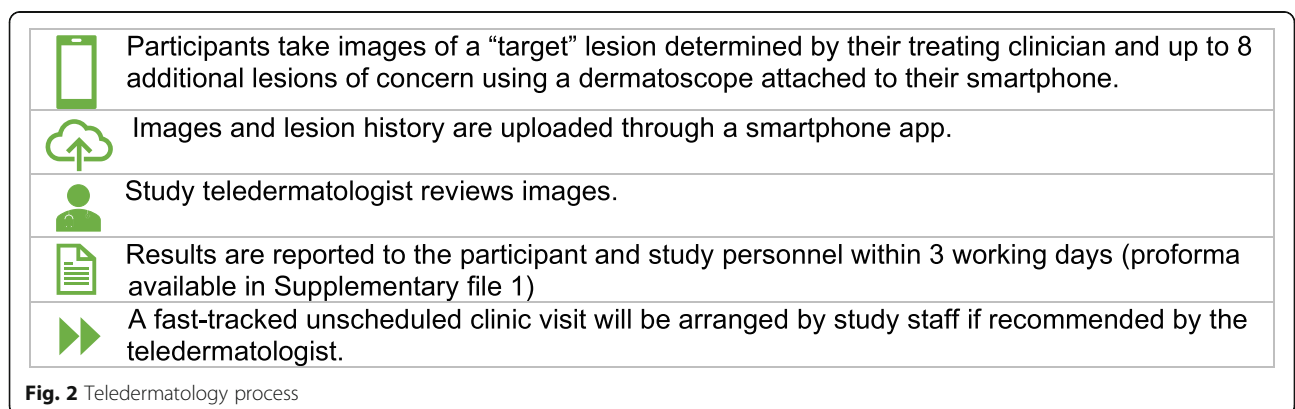 Participants take images of a “target” lesion determined by their treating clinician and up to 8
additional lesions of concern using a dermatoscope attached to their smartphone.
Images and lesion history are uploaded through a smartphone app.
Study teledermatologist reviews images.
Results are reported to the participant and study personnel within 3 working days (proforma
available in Supplementary file 1)
A fast-tracked unscheduled clinic visit will be arranged by study staff if recommended by the
teledermatologist.
Fig. 2 Teledermatology process